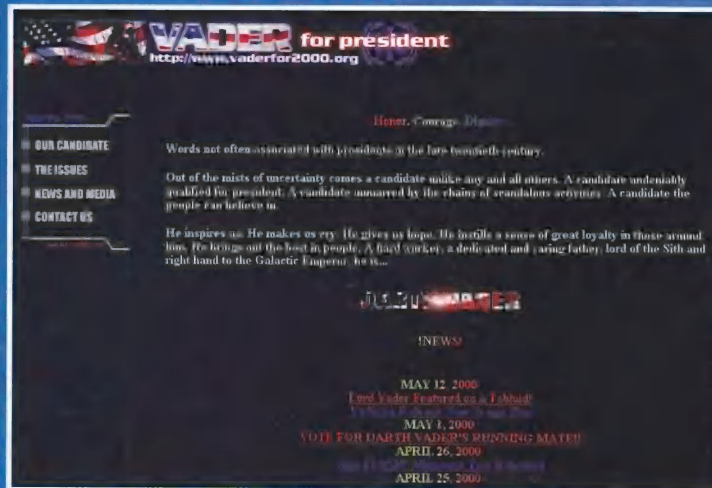 VADER for president
http://www.vaderfor2000.org
OUR CANDIDATE
THE ISSUES
NEWS AND MEDIA
CONTACT US
Honor. Courage.
Words not often associated with presidents in the late twentieth century.
Out of the mists of uncertainty comes a candidate unlike any and all others. A candidate undeniably
qualified for president. A candidate unmarred by the chains of scandalous activities. A candidate the
people can believe in.
He inspires us. He makes us cry. He gives us hope. He instills a sense of great loyalty in those around
him. He brings out the best in people. A hard worker, a dedicated and caring father, lord of the Sith and
right hand to the Galactic Emperor, he is...
DARTH VADER
!NEWS!
MAY 12, 2000
Lord Vader Featured on a Tabloid!
MAY 1, 2000
VOTE FOR DARTH VADER'S RUNNING MATE!!
APRIL 26, 2000
APRIL 25, 2000